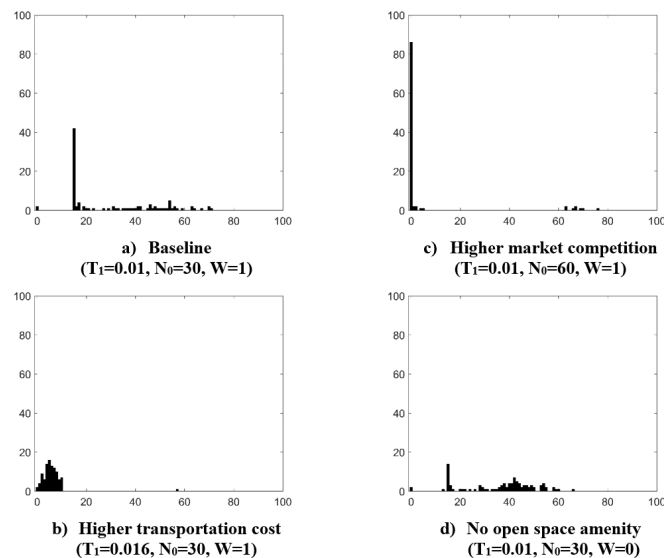 100
80
60
40
20
0
0 20 40 60 80 100
a) Baseline
(T1=0.01, N0=30, W=1)
100
80
60
40
20
0
0 20 40 60 80 100
c) Higher market competition
(T1=0.01, N0=60, W=1)
100
80
60
40
20
0
0 20 40 60 80 100
b) Higher transportation cost
(T1=0.016, N0=30, W=1)
100
80
60
40
20
0
0 20 40 60 80 100
d) No open space amenity
(T1=0.01, N0=30, W=0)